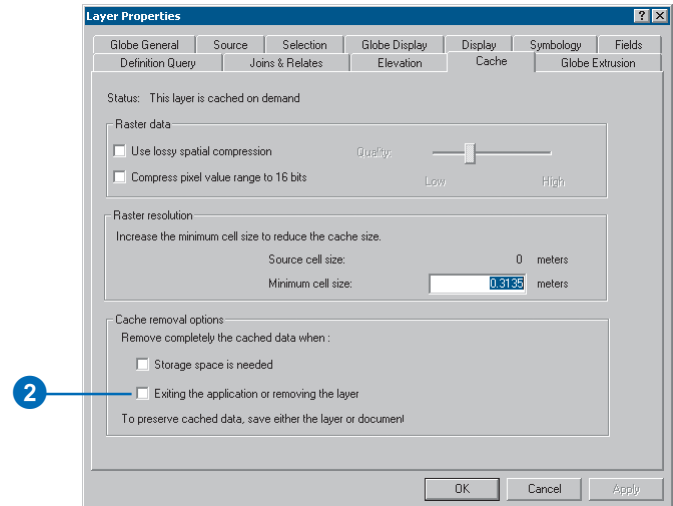 Layer Properties
Globe General Source Selection Globe Display Display Symbology Fields
Definition Query Joins & Relates Elevation Cache Globe Extrusion
Status: This layer is cached on demand
Raster data
Use lossy spatial compression Quality:
Compress pixel value range to 16 bits Low High
Raster resolution
Increase the minimum cell size to reduce the cache size.
Source cell size: 0 meters
Minimum cell size: 0.3135 meters
Cache removal options
Remove completely the cached data when :
Storage space is needed
2 Exiting the application or removing the layer
To preserve cached data, save either the layer or document
OK Cancel Apply